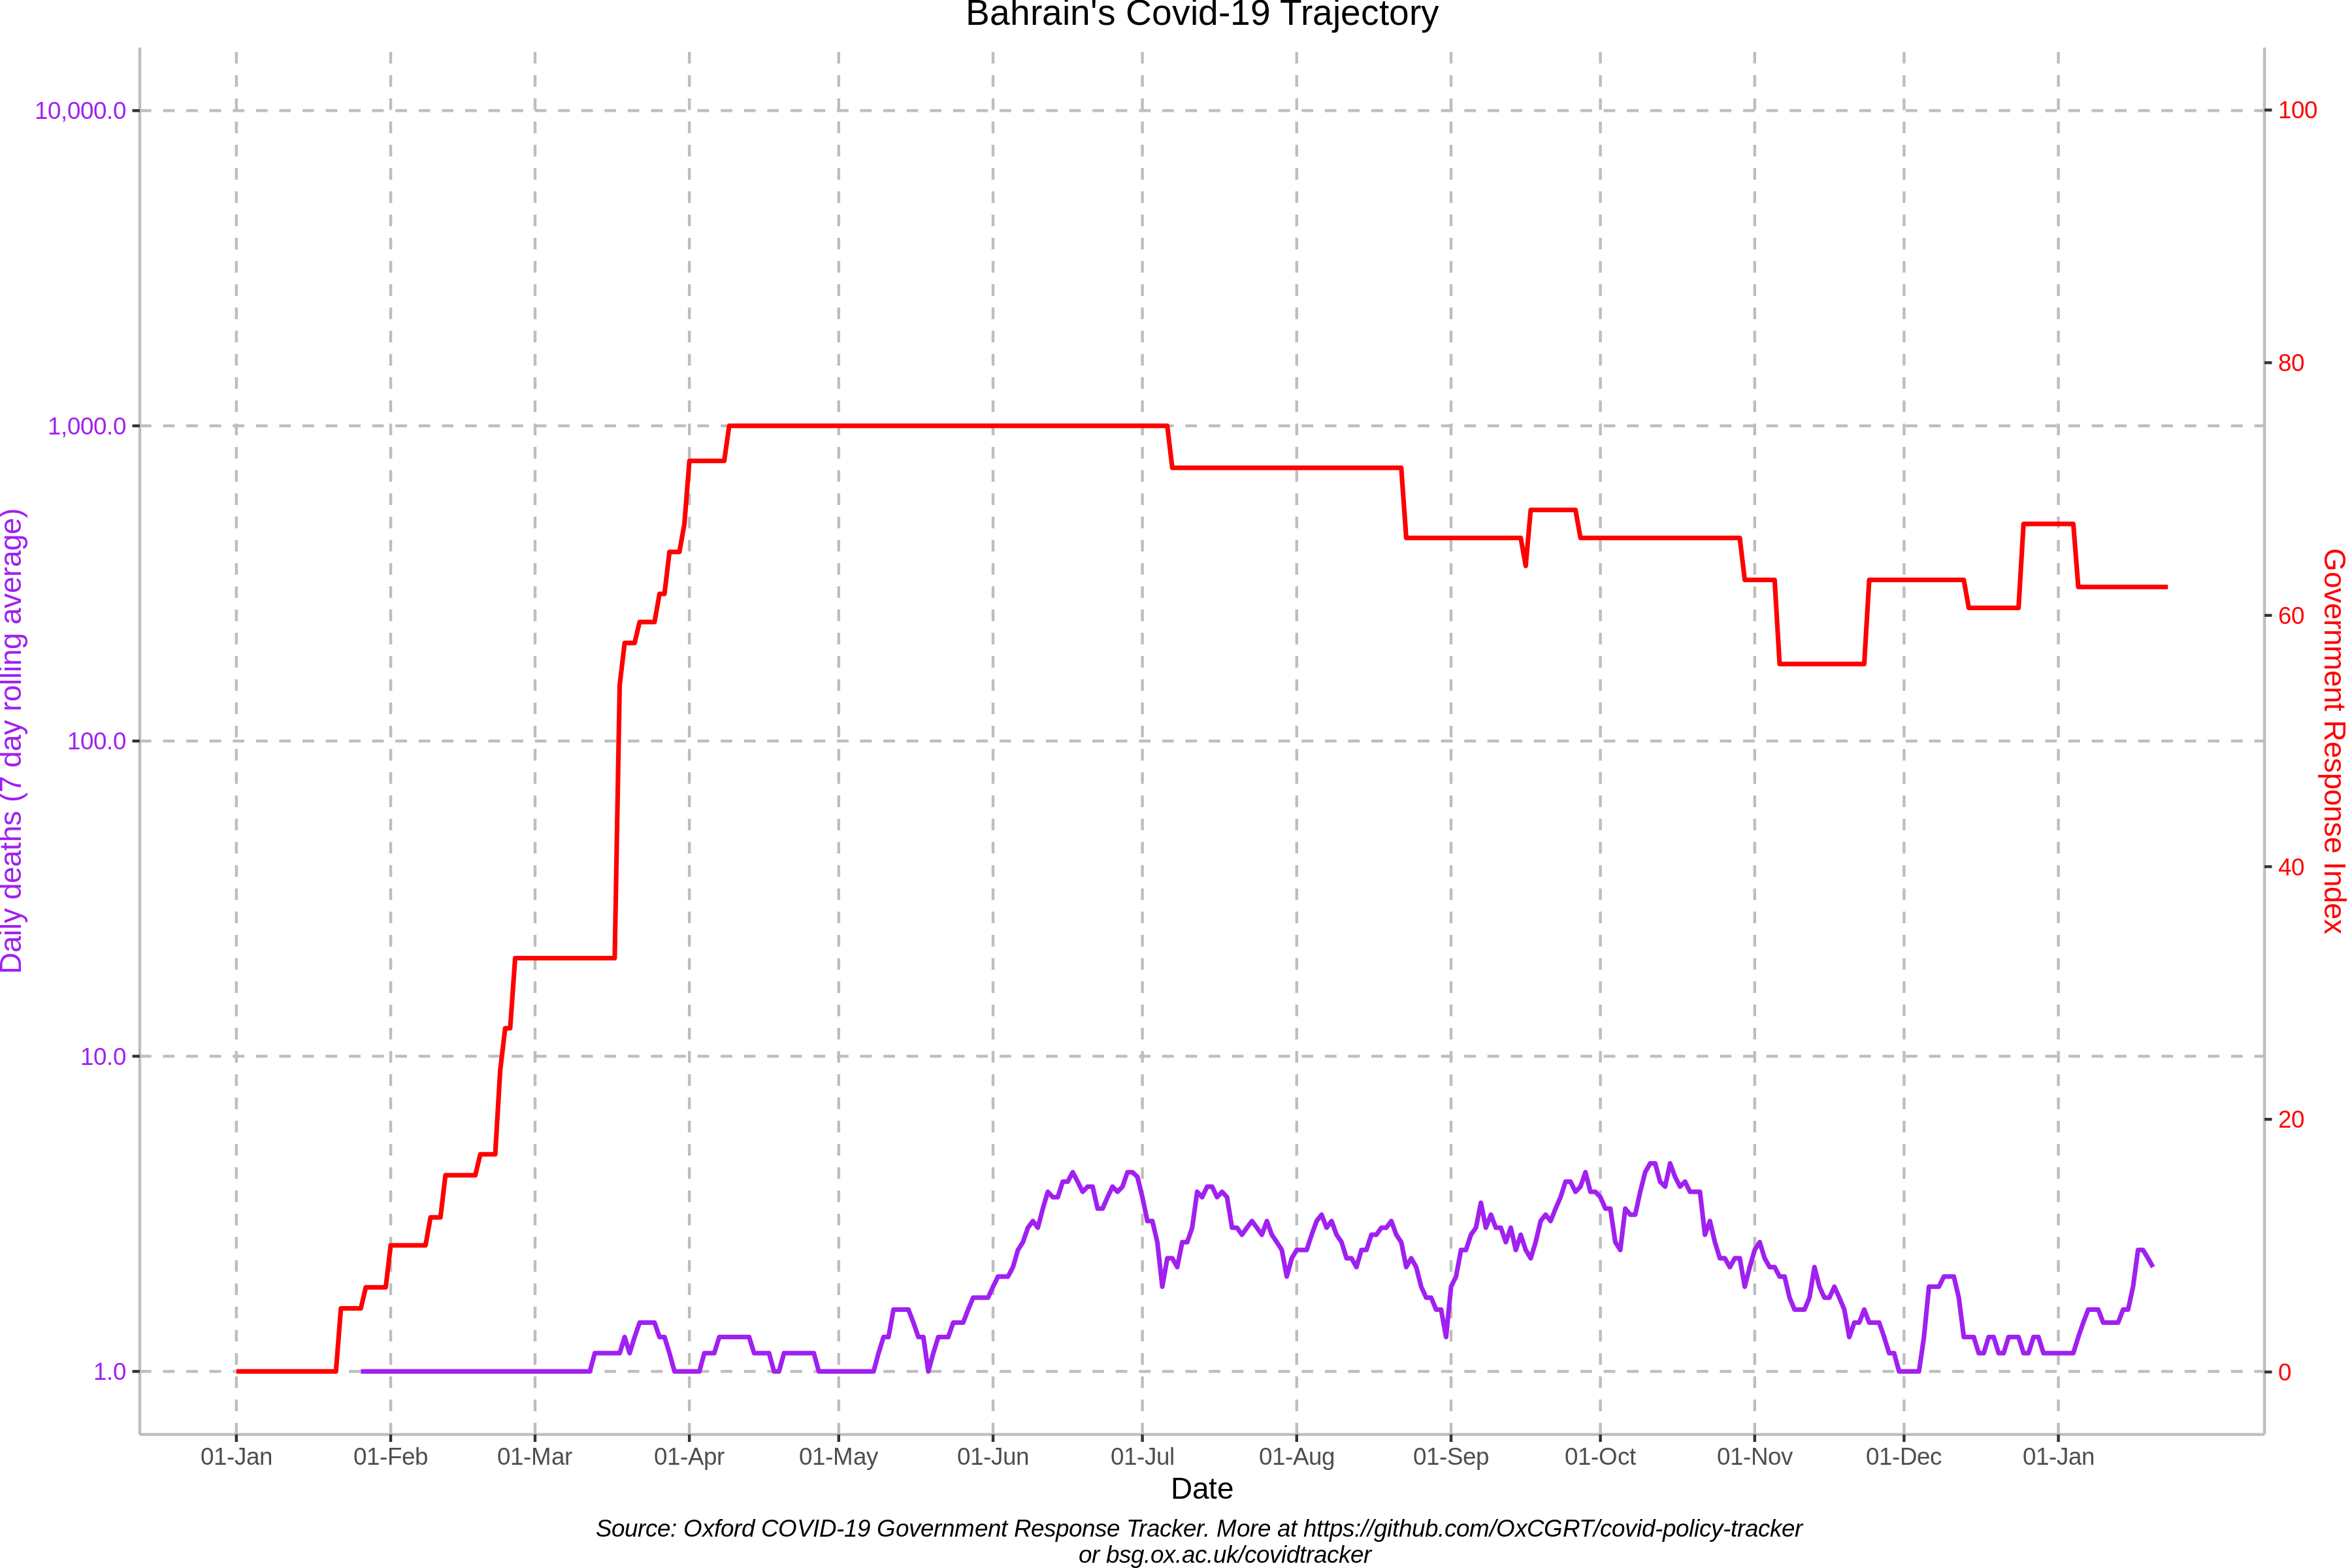 Bahrain's Covid-19 Trajectory
10,000.0
1,000.0
100.0
10.0
1.0
Daily deaths (7 day rolling average)
100
80
60
40
20
0
Government Response Index
01-Jan
01-Feb
01-Mar
01-Apr
01-May
01-Jun
01-Jul
01-Aug
01-Sep
01-Oct
01-Nov
01-Dec
01-Jan
Date
Source: Oxford COVID-19 Government Response Tracker. More at https://github.com/OxCGRT/covid-policy-tracker
or bsg.ox.ac.uk/covidtracker